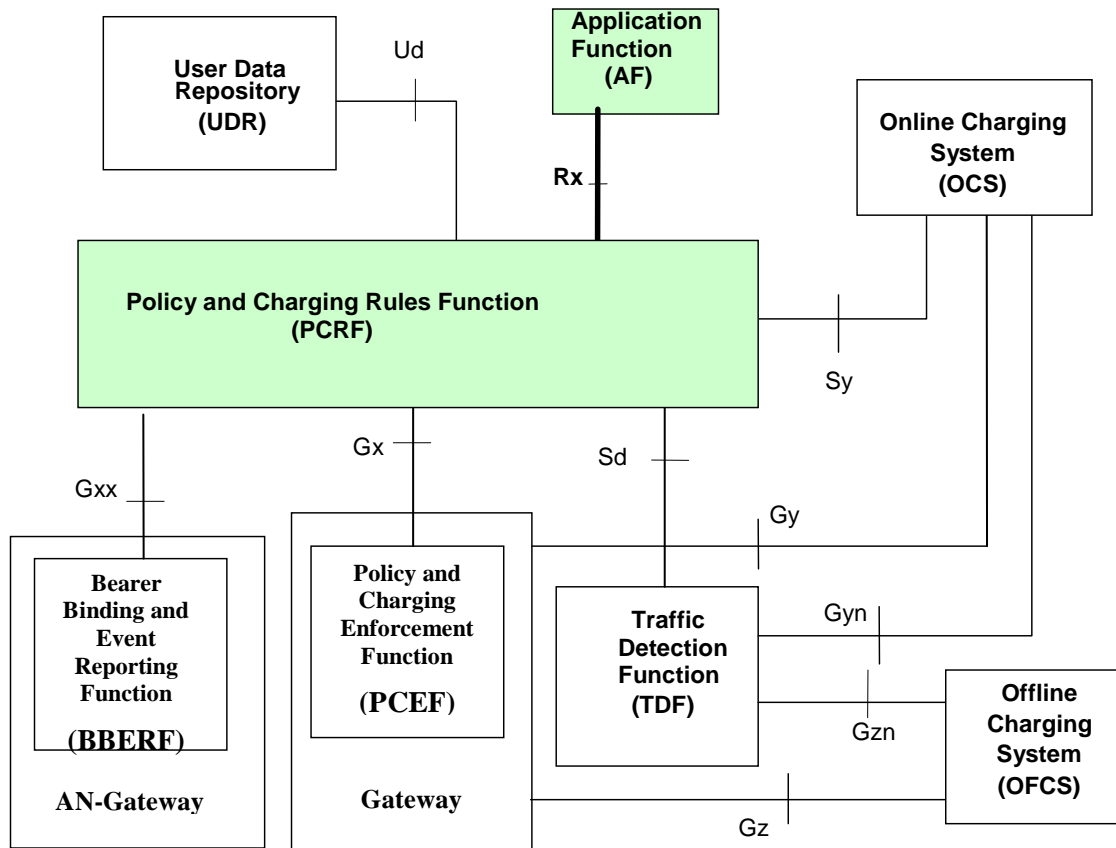 User Data
Repository
(UDR)
Ud
Application
Function
(AF)
Rx
Online Charging
System
(OCS)
Policy and Charging Rules Function
(PCRF)
Sy
Gxx
Gx
Sd
Gy
Bearer
Binding and
Event
Reporting
Function
(BBERF)
AN-Gateway
Policy and
Charging
Enforcement
Function
(PCEF)
Gateway
Traffic
Detection
Function
(TDF)
Gyn
Gzn
Offline
Charging
System
(OFCS)
Gz